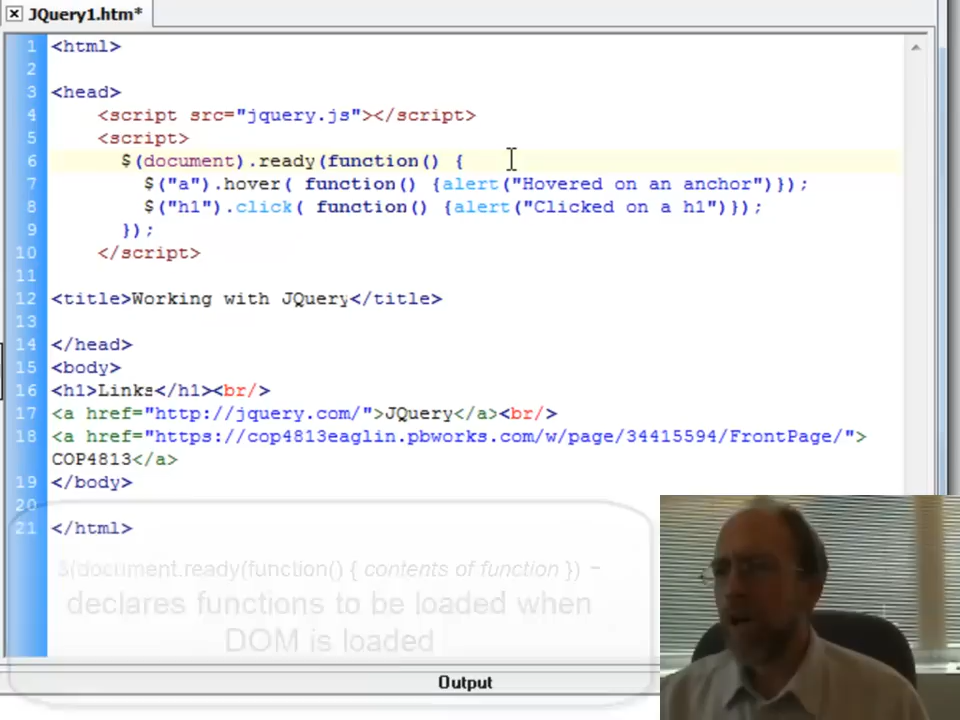 JQuery1.htm*
1 <html>
2
3 <head>
4 <script src="jquery.js"></script>
5 <script>
6 $(document).ready(function() {
7 $("a").hover( function() {alert("Hovered on an anchor")});
8 $("h1").click( function() {alert("Clicked on a h1")});
9 });
10 </script>
11
12 <title>Working with JQuery</title>
13
14 </head>
15 <body>
16 <h1>Links</h1><br/>
17 <a href="http://jquery.com/">JQuery</a><br/>
18 <a href="https://cop4813eaglin.pbworks.com/w/page/34415594/FrontPage/">
COP4813</a>
19 </body>
20
21 </html>
$(document.ready(function() { contents of function }) –
declares functions to be loaded when
DOM is loaded
Output